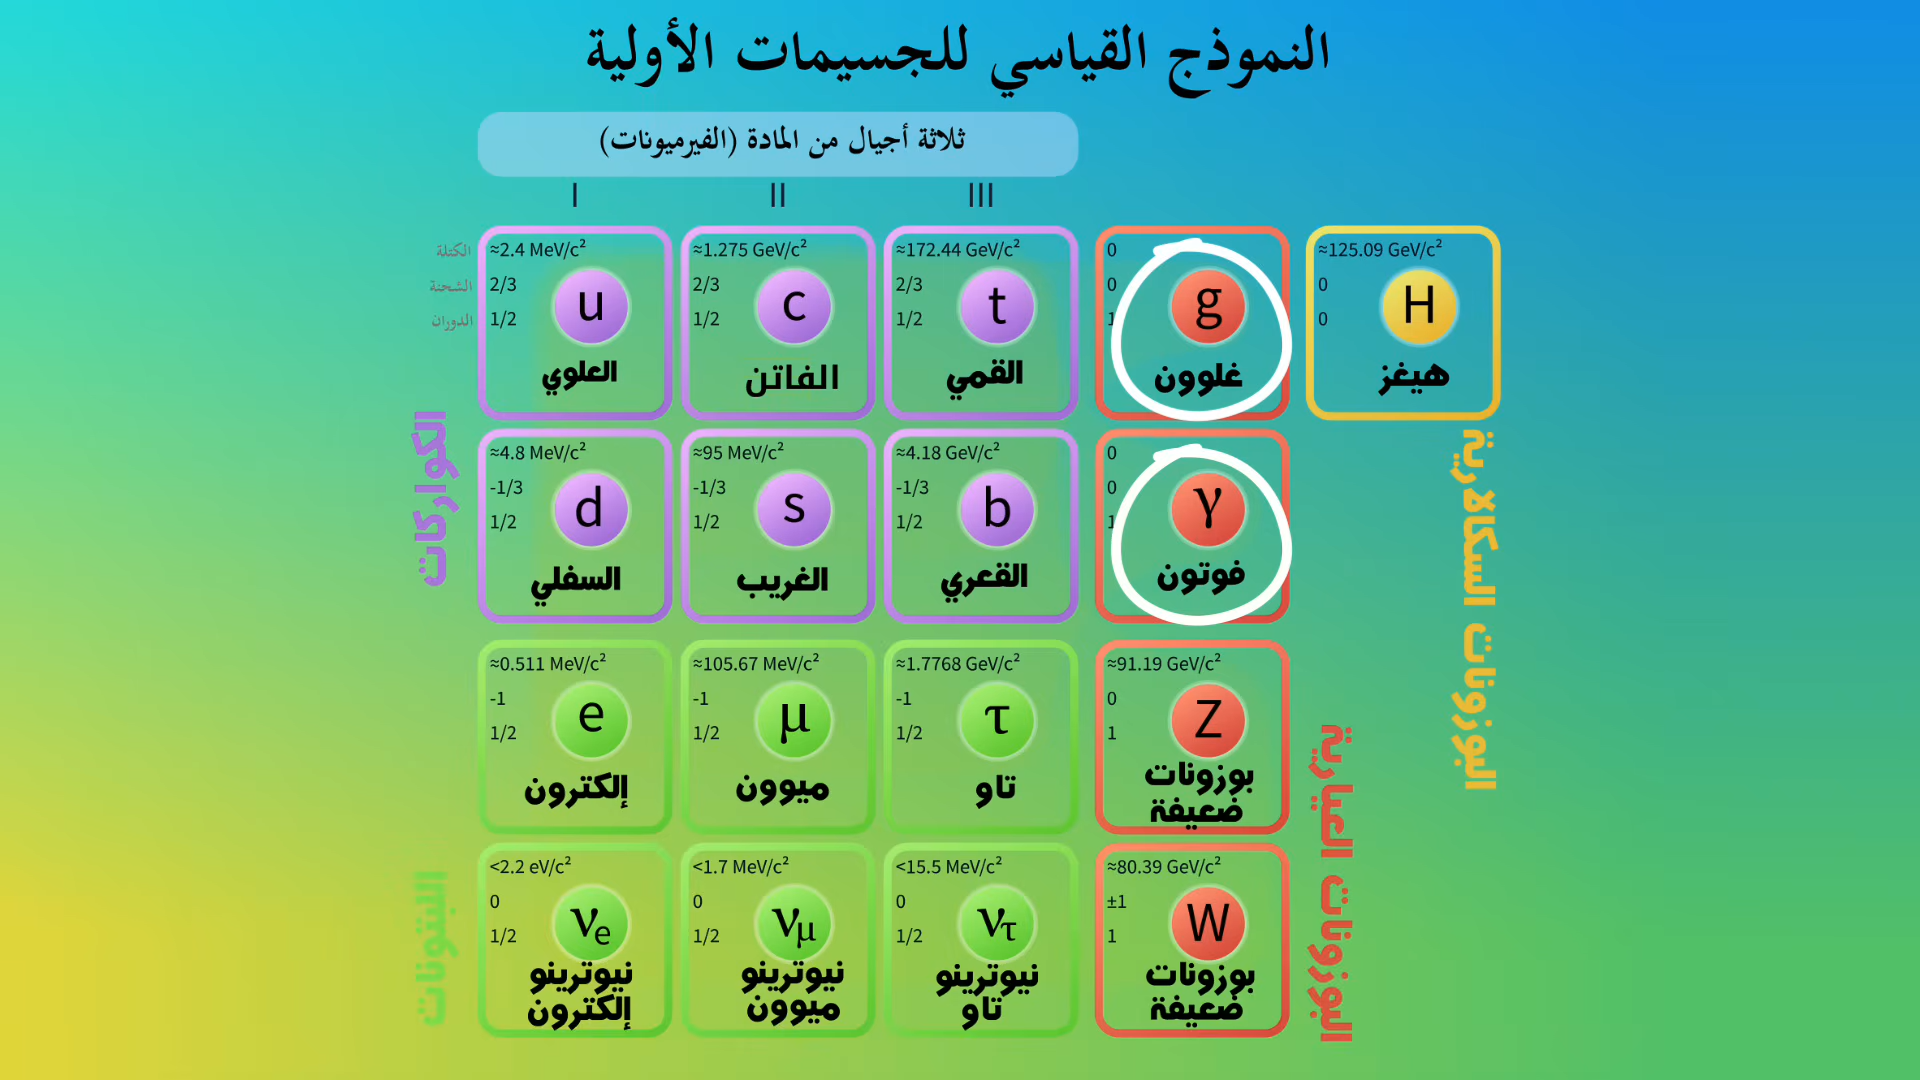 النموذج القياسي للجسيمات الأولية
ثلاثة أجيال من المادة (الفيرميونات)
I
II
III
الكتلة
الشحنة
الدوران
≈2.4 MeV/c²
2/3
1/2
u
العلوي
≈1.275 GeV/c²
2/3
1/2
c
الفاتن
≈172.44 GeV/c²
2/3
1/2
t
القمي
0
0
1
g
غلوون
≈125.09 GeV/c²
0
0
H
هيغز
الكواركات
≈4.8 MeV/c²
-1/3
1/2
d
السفلي
≈95 MeV/c²
-1/3
1/2
s
الغريب
≈4.18 GeV/c²
-1/3
1/2
b
القعري
0
0
1
γ
فوتون
البوزونات السكالارية
≈0.511 MeV/c²
-1
1/2
e
إلكترون
≈105.67 MeV/c²
-1
1/2
μ
ميوون
≈1.7768 GeV/c²
-1
1/2
τ
تاو
≈91.19 GeV/c²
0
1
Z
بوزونات
ضعيفة
البوزونات العيارية
اللبتونات
<2.2 eV/c²
0
1/2
νe
نيوترينو
إلكترون
<1.7 MeV/c²
0
1/2
νμ
نيوترينو
ميوون
<15.5 MeV/c²
0
1/2
ντ
نيوترينو
تاو
≈80.39 GeV/c²
±1
1
W
بوزونات
ضعيفة